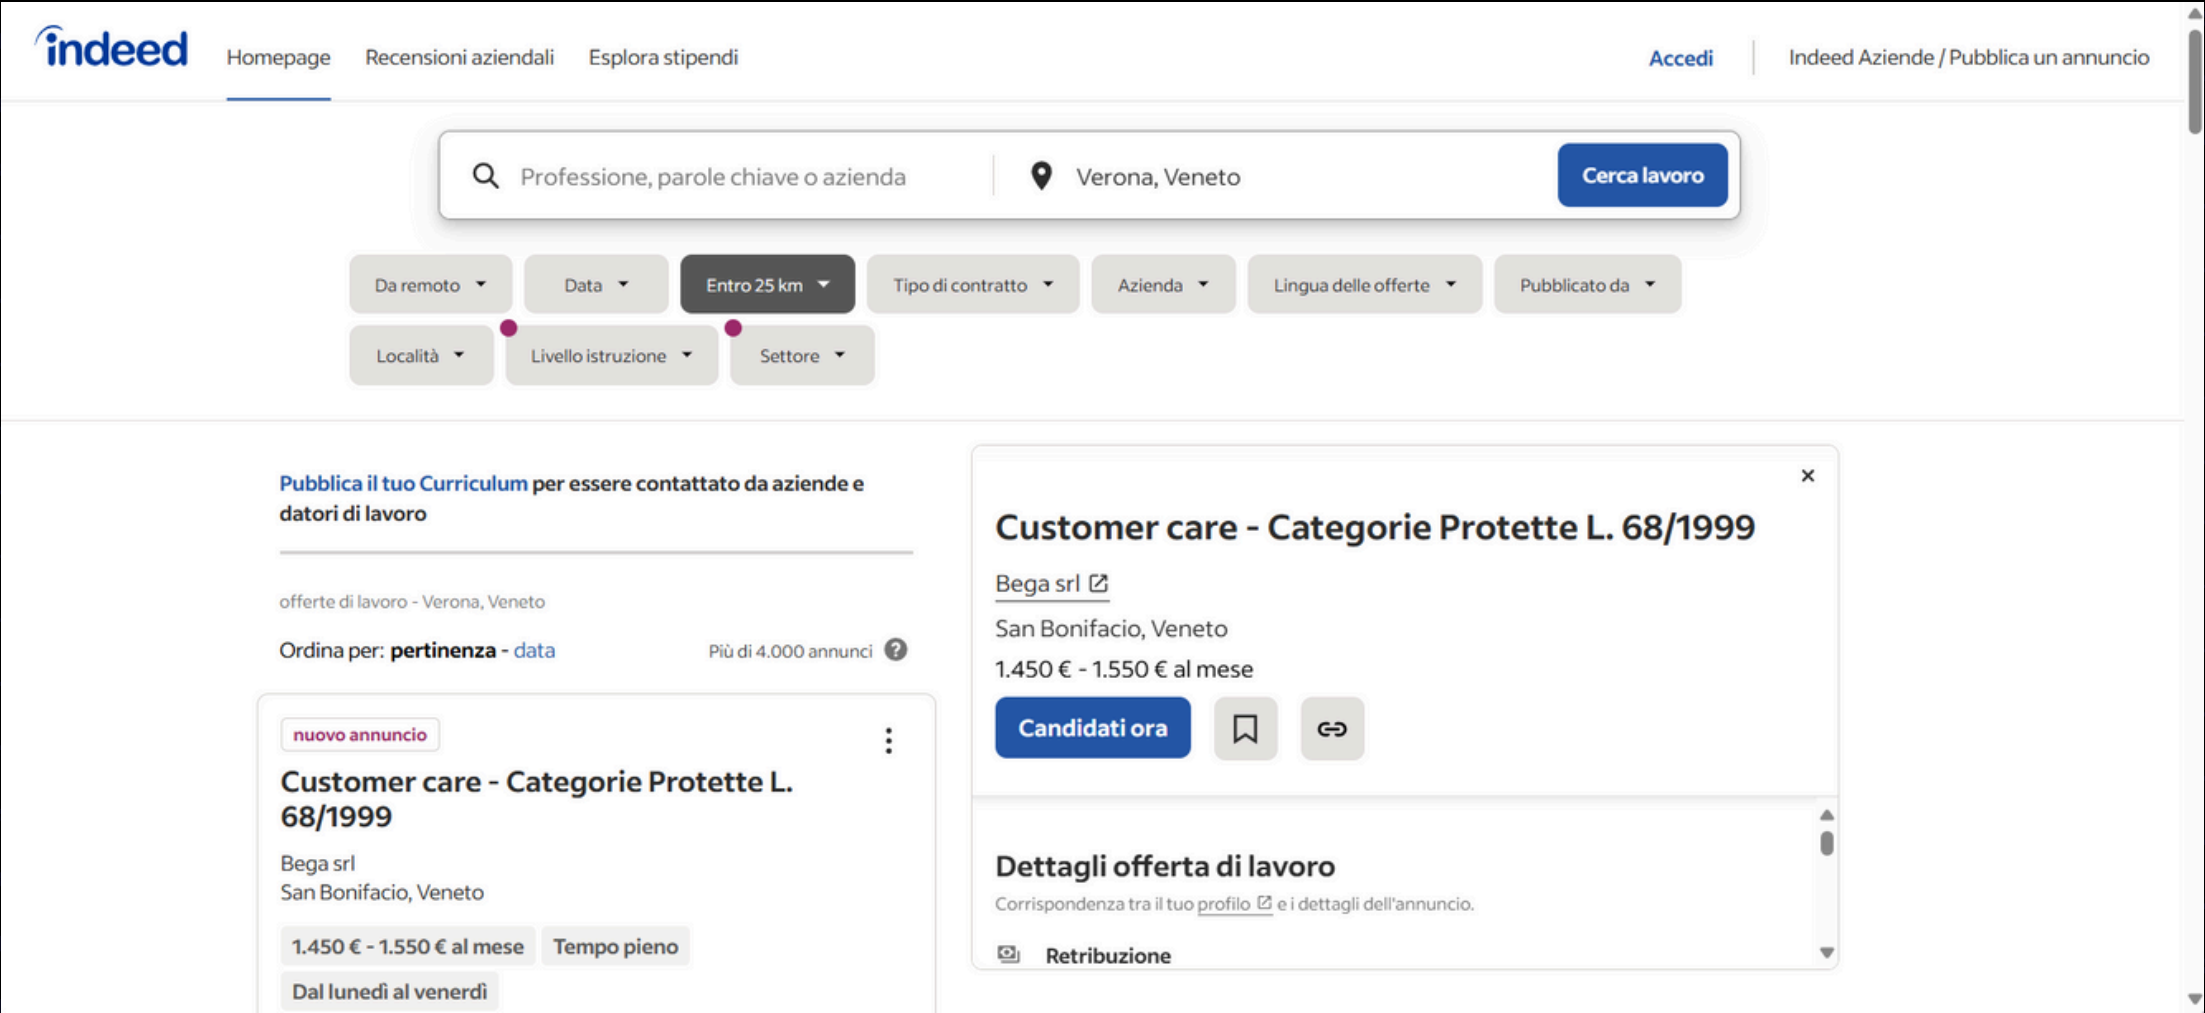 indeed
Homepage
Recensioni aziendali
Esplora stipendi
Accedi
Indeed Aziende / Pubblica un annuncio
Professione, parole chiave o azienda
Verona, Veneto
Cerca lavoro
Da remoto
Data
Entro 25 km
Tipo di contratto
Azienda
Lingua delle offerte
Pubblicato da
Località
Livello istruzione
Settore
Pubblica il tuo Curriculum per essere contattato da aziende e
datori di lavoro
offerte di lavoro - Verona, Veneto
Ordina per: pertinenza - data
Più di 4.000 annunci ?
nuovo annuncio
Customer care - Categorie Protette L.
68/1999
Bega srl
San Bonifacio, Veneto
1.450 € - 1.550 € al mese
Tempo pieno
Dal lunedì al venerdì
Customer care - Categorie Protette L. 68/1999
Bega srl
San Bonifacio, Veneto
1.450 € - 1.550 € al mese
Candidati ora
Dettagli offerta di lavoro
Corrispondenza tra il tuo profilo e i dettagli dell'annuncio.
Retribuzione